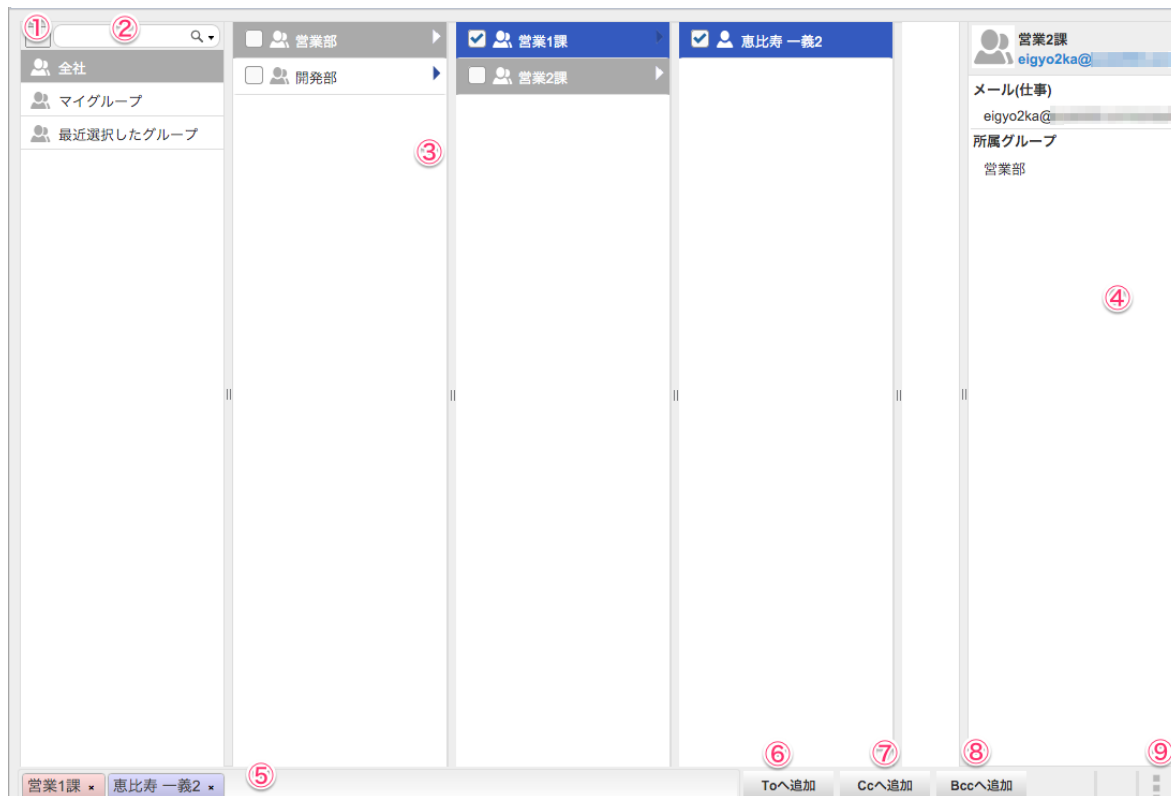 ① ②
全社
マイグループ
最近選択したグループ
営業部
開発部
③
営業1課
営業2課
恵比寿 一義2
営業2課
eigyo2ka@
メール(仕事)
eigyo2ka@
所属グループ
営業部
④
営業1課 × 恵比寿 一義2 × ⑤
⑥ ⑦ ⑧ ⑨
Toへ追加 Ccへ追加 Bccへ追加